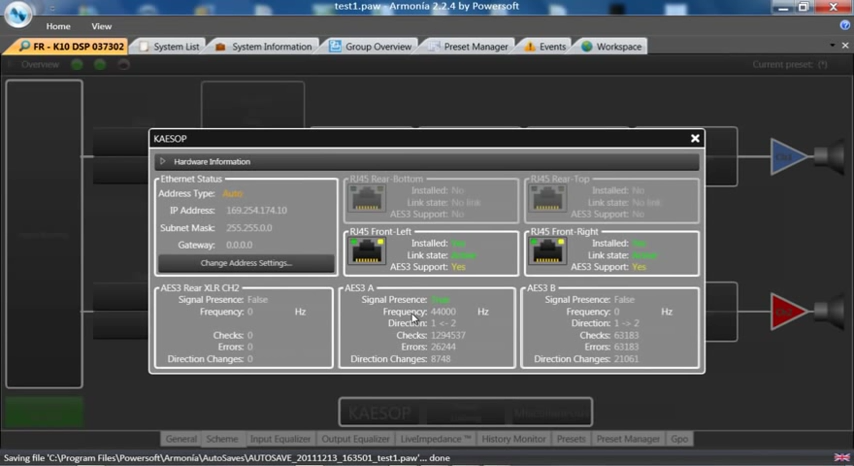 test1.paw - Armonía 2.2.4 by Powersoft
Home View
FR - K10 DSP 037302 System List System Information Group Overview Preset Manager Events Workspace
Overview Current preset: (*)
KAESOP
Hardware Information
Ethernet Status
Address Type: Auto
IP Address: 169.254.174.10
Subnet Mask: 255.255.0.0
Gateway: 0.0.0.0
Change Address Settings...
RJ45 Rear-Bottom
Installed: No
Link state: No link
AES3 Support: No
RJ45 Rear-Top
Installed: No
Link state: No link
AES3 Support: No
RJ45 Front-Left
Installed: Yes
Link state:
AES3 Support: Yes
RJ45 Front-Right
Installed: Yes
Link state:
AES3 Support: Yes
AES3 Rear XLR CH2
Signal Presence: False
Frequency: 0 Hz
Checks: 0
Errors: 0
Direction Changes: 0
AES3 A
Signal Presence: True
Frequency: 44000 Hz
Direction: 1 <- 2
Checks: 1294537
Errors: 26244
Direction Changes: 8748
AES3 B
Signal Presence: False
Frequency: 0 Hz
Direction: 1 -> 2
Checks: 63183
Errors: 63183
Direction Changes: 21061
KAESOP
General Scheme Input Equalizer Output Equalizer LiveImpedance™ History Monitor Presets Preset Manager Gpo
Saving file 'C:\Program Files\Powersoft\Armonía\AutoSaves\AUTOSAVE_20111213_163501_test1.paw'... done